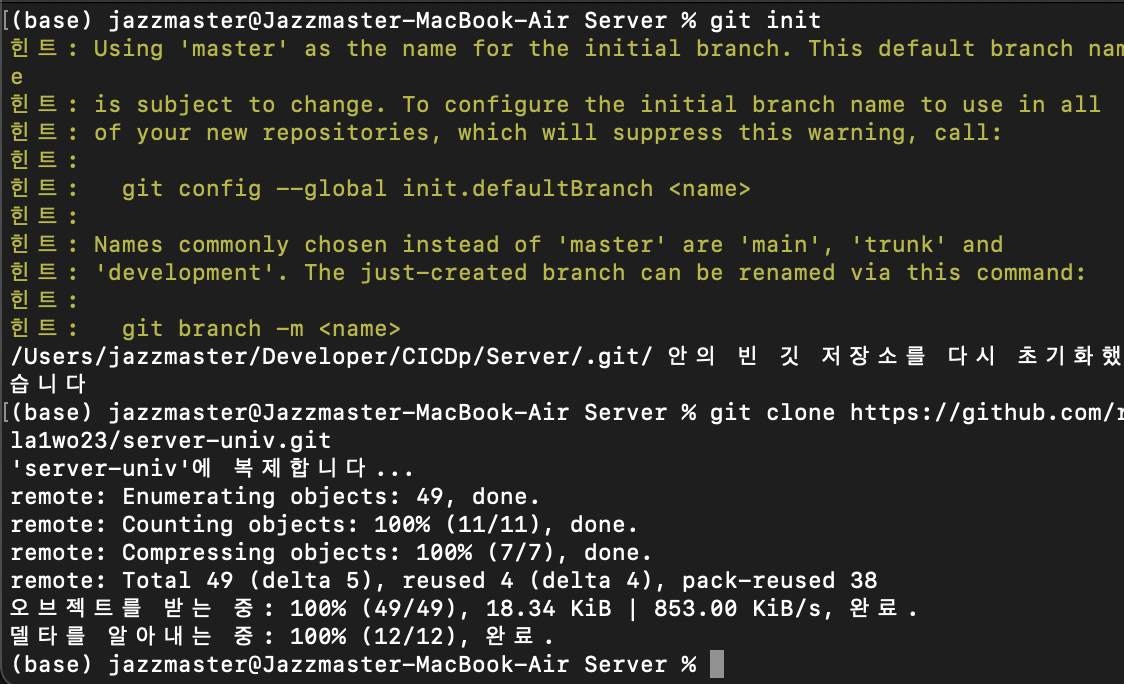 [(base) jazzmaster@Jazzmaster-MacBook-Air Server % git init
힌트: Using 'master' as the name for the initial branch. This default branch nam
e
힌트: is subject to change. To configure the initial branch name to use in all
힌트: of your new repositories, which will suppress this warning, call:
힌트:
힌트:   git config --global init.defaultBranch <name>
힌트:
힌트: Names commonly chosen instead of 'master' are 'main', 'trunk' and
힌트: 'development'. The just-created branch can be renamed via this command:
힌트:
힌트:   git branch -m <name>
/Users/jazzmaster/Developer/CICDp/Server/.git/ 안의 빈 깃 저장소를 다시 초기화했
습니다
[(base) jazzmaster@Jazzmaster-MacBook-Air Server % git clone https://github.com/r
la1wo23/server-univ.git
'server-univ'에 복제합니다...
remote: Enumerating objects: 49, done.
remote: Counting objects: 100% (11/11), done.
remote: Compressing objects: 100% (7/7), done.
remote: Total 49 (delta 5), reused 4 (delta 4), pack-reused 38
오브젝트를 받는 중: 100% (49/49), 18.34 KiB | 853.00 KiB/s, 완료.
델타를 알아내는 중: 100% (12/12), 완료.
(base) jazzmaster@Jazzmaster-MacBook-Air Server %